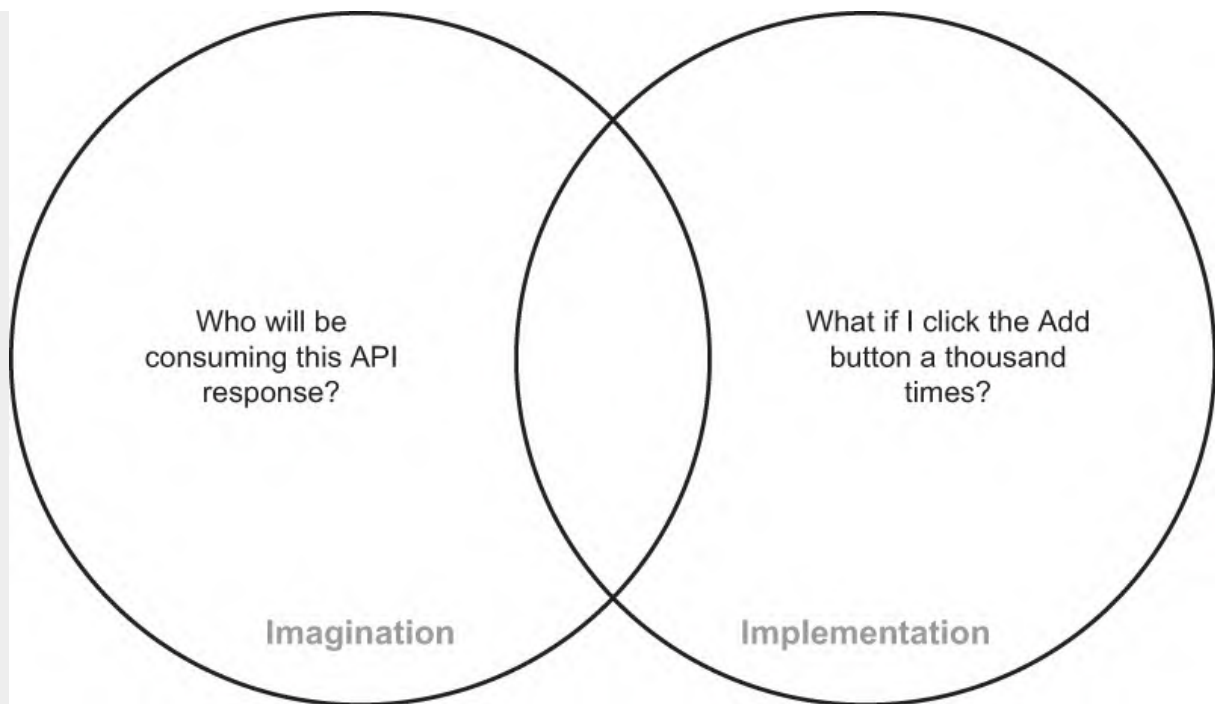 Who will be
consuming this API
response?
What if I click the Add
button a thousand
times?
Imagination
Implementation